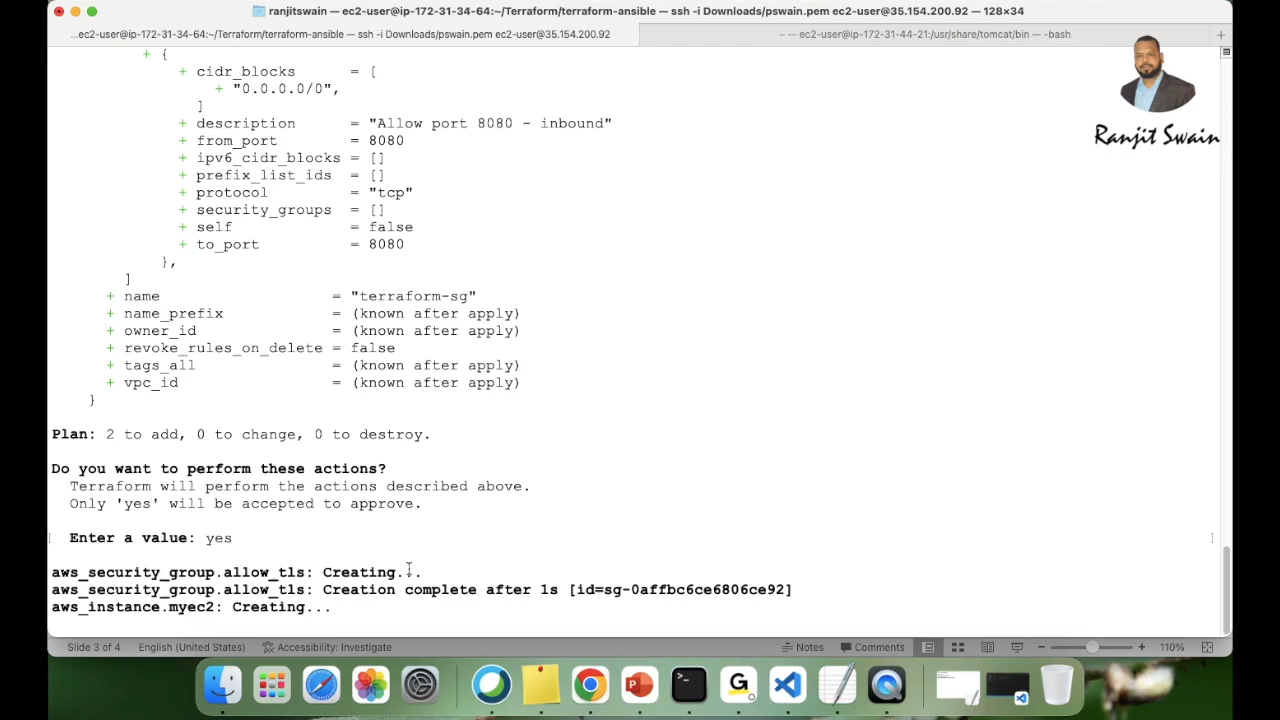 ranjitswain — ec2-user@ip-172-31-34-64:~/Terraform/terraform-ansible — ssh -i Downloads/pswain.pem ec2-user@35.154.200.92 — 128×34
...ec2-user@ip-172-31-34-64:~/Terraform/terraform-ansible — ssh -i Downloads/pswain.pem ec2-user@35.154.200.92
~ — ec2-user@ip-172-31-44-21:/usr/share/tomcat/bin — -bash
+ {
+ cidr_blocks = [
+ "0.0.0.0/0",
]
+ description = "Allow port 8080 - inbound"
+ from_port = 8080
+ ipv6_cidr_blocks = []
+ prefix_list_ids = []
+ protocol = "tcp"
+ security_groups = []
+ self = false
+ to_port = 8080
},
]
+ name = "terraform-sg"
+ name_prefix = (known after apply)
+ owner_id = (known after apply)
+ revoke_rules_on_delete = false
+ tags_all = (known after apply)
+ vpc_id = (known after apply)
}
Plan: 2 to add, 0 to change, 0 to destroy.
Do you want to perform these actions?
Terraform will perform the actions described above.
Only 'yes' will be accepted to approve.
[ Enter a value: yes ]
aws_security_group.allow_tls: Creating...
aws_security_group.allow_tls: Creation complete after 1s [id=sg-0affbc6ce6806ce92]
aws_instance.myec2: Creating...
Ranjit Swain
Slide 3 of 4 English (United States) Accessibility: Investigate Notes Comments 110%